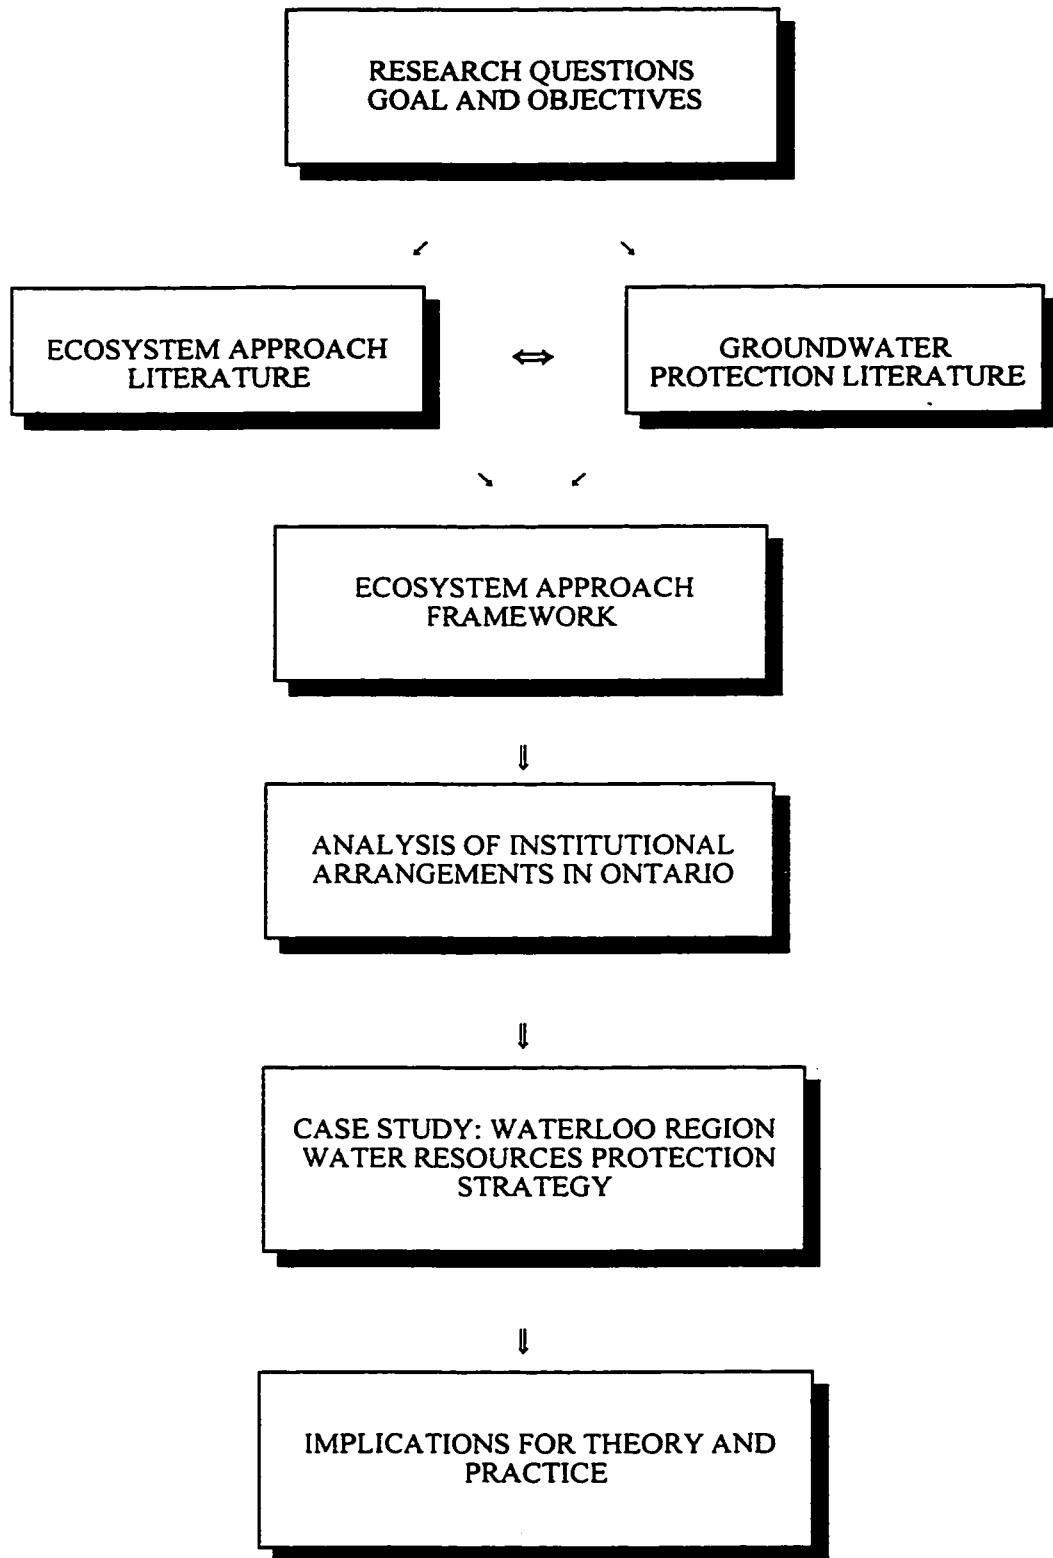 RESEARCH QUESTIONS
GOAL AND OBJECTIVES
ECOSYSTEM APPROACH
LITERATURE
GROUNDWATER
PROTECTION LITERATURE
ECOSYSTEM APPROACH
FRAMEWORK
ANALYSIS OF INSTITUTIONAL
ARRANGEMENTS IN ONTARIO
CASE STUDY: WATERLOO REGION
WATER RESOURCES PROTECTION
STRATEGY
IMPLICATIONS FOR THEORY AND
PRACTICE